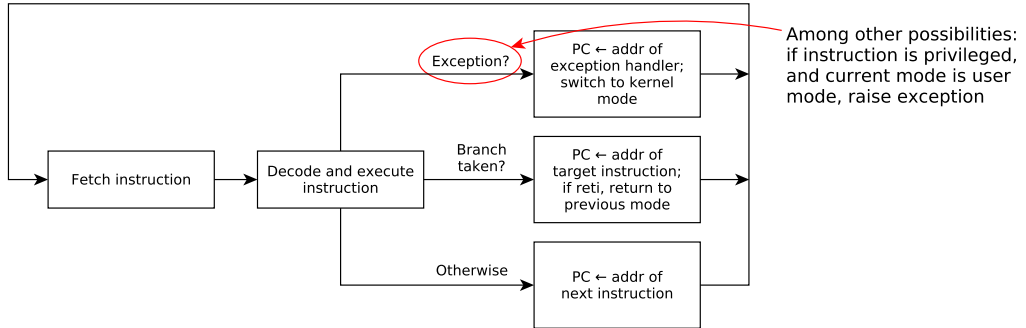 Among other possibilities:
if instruction is privileged,
and current mode is user
mode, raise exception
Exception?
PC ← addr of
exception handler;
switch to kernel
mode
Fetch instruction
Decode and execute
instruction
Branch
taken?
PC ← addr of
target instruction;
if reti, return to
previous mode
Otherwise
PC ← addr of
next instruction